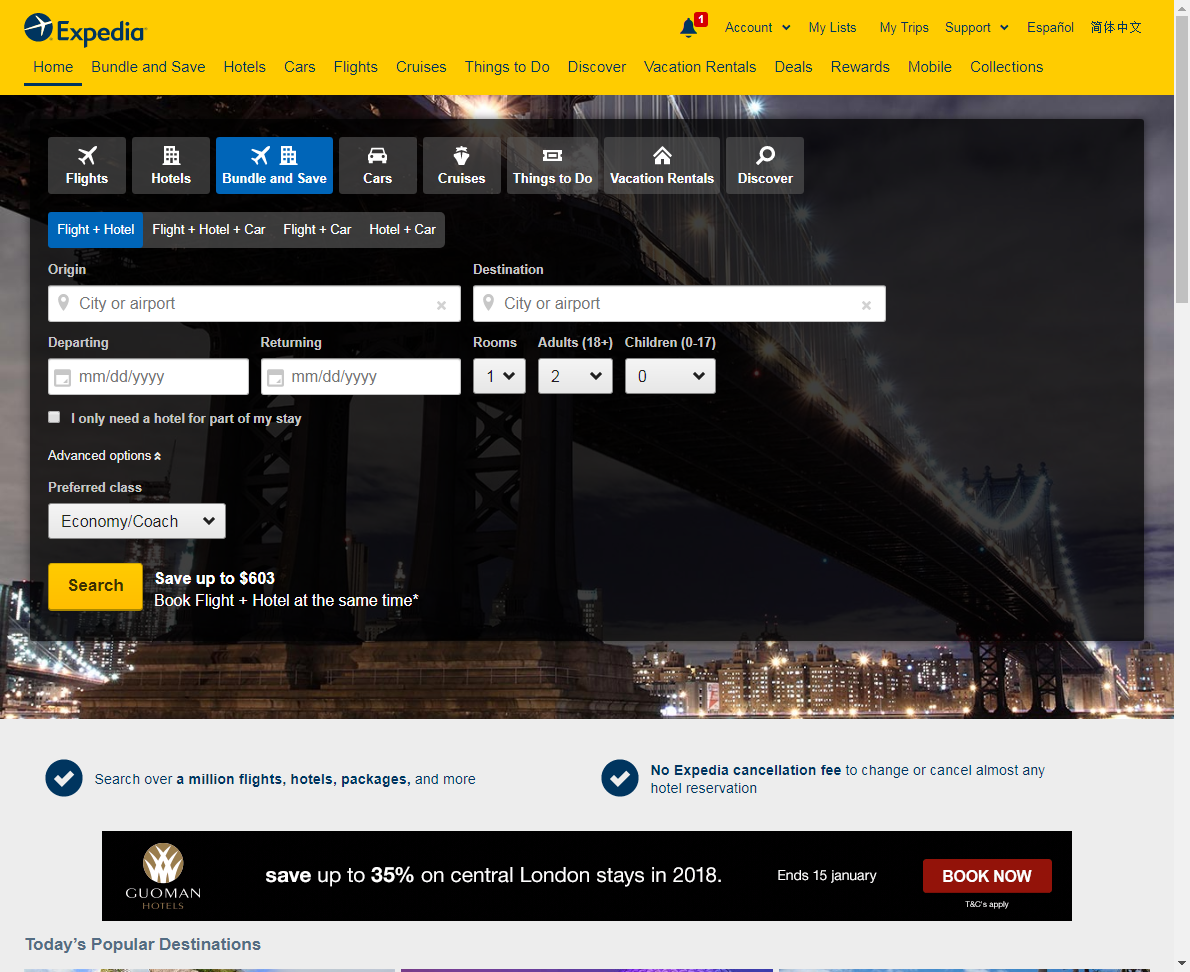 Expedia
1
Account
My Lists
My Trips
Support
Español
简体中文
Home
Bundle and Save
Hotels
Cars
Flights
Cruises
Things to Do
Discover
Vacation Rentals
Deals
Rewards
Mobile
Collections
Flights
Hotels
Bundle and Save
Cars
Cruises
Things to Do
Vacation Rentals
Discover
Flight + Hotel
Flight + Hotel + Car
Flight + Car
Hotel + Car
Origin
Destination
City or airport
City or airport
Departing
Returning
Rooms
Adults (18+)
Children (0-17)
mm/dd/yyyy
mm/dd/yyyy
1
2
0
I only need a hotel for part of my stay
Advanced options
Preferred class
Economy/Coach
Search
Save up to $603
Book Flight + Hotel at the same time*
Search over a million flights, hotels, packages, and more
No Expedia cancellation fee to change or cancel almost any
hotel reservation
GUOMAN
HOTELS
save up to 35% on central London stays in 2018.
Ends 15 january
BOOK NOW
T&C's apply
Today's Popular Destinations